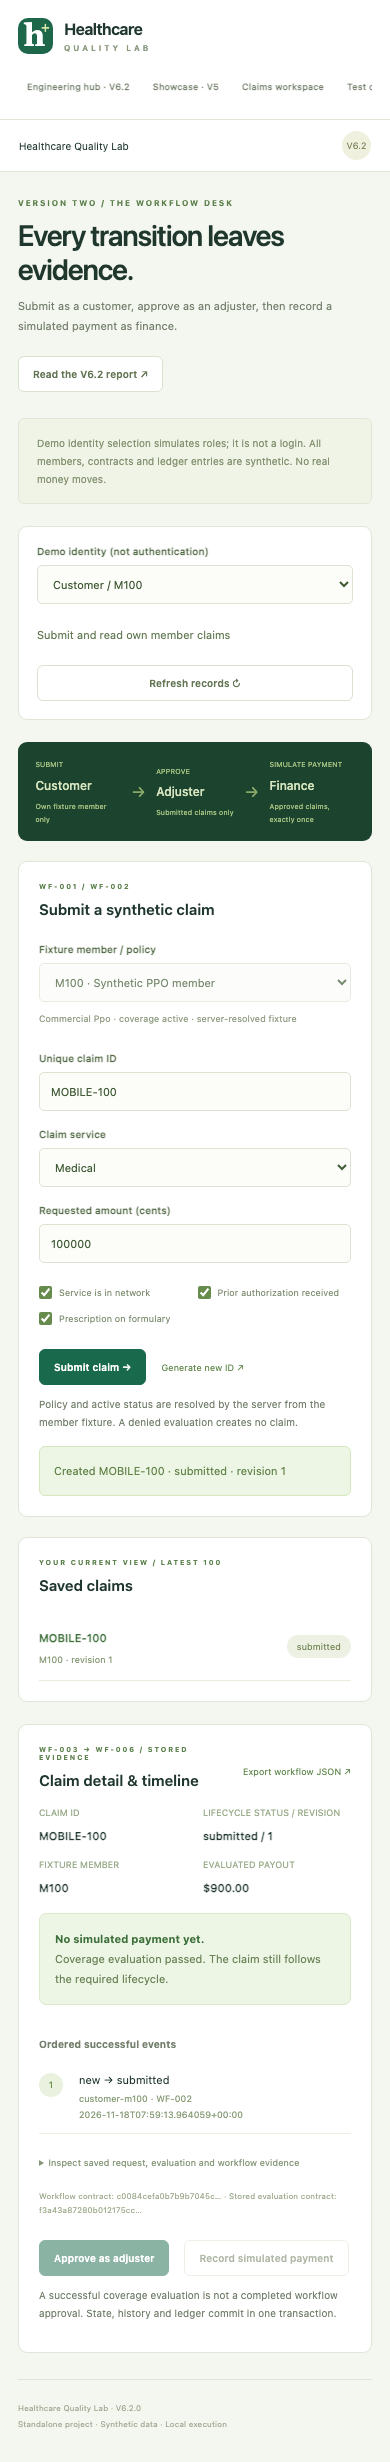 h+ Healthcare
QUALITY LAB
Engineering hub · V6.2 Showcase · V5 Claims workspace Test
Healthcare Quality Lab V6.2
VERSION TWO / THE WORKFLOW DESK
Every transition leaves
evidence.
Submit as a customer, approve as an adjuster, then record a
simulated payment as finance.
Read the V6.2 report ↗
Demo identity selection simulates roles; it is not a login. All
members, contracts and ledger entries are synthetic. No real
money moves.
Demo identity (not authentication)
Customer / M100
Submit and read own member claims
Refresh records ↻
SUBMIT
Customer
Own fixture member
only
→
APPROVE
Adjuster
Submitted claims only
→
SIMULATE PAYMENT
Finance
Approved claims,
exactly once
WF-001 / WF-002
Submit a synthetic claim
Fixture member / policy
M100 · Synthetic PPO member
Commercial Ppo · coverage active · server-resolved fixture
Unique claim ID
MOBILE-100
Claim service
Medical
Requested amount (cents)
100000
Service is in network
Prior authorization received
Prescription on formulary
Submit claim → Generate new ID ↗
Policy and active status are resolved by the server from the
member fixture. A denied evaluation creates no claim.
Created MOBILE-100 · submitted · revision 1
YOUR CURRENT VIEW / LATEST 100
Saved claims
MOBILE-100
M100 · revision 1
submitted
WF-003 → WF-006 / STORED
EVIDENCE
Claim detail & timeline
Export workflow JSON ↗
CLAIM ID
MOBILE-100
LIFECYCLE STATUS / REVISION
submitted / 1
FIXTURE MEMBER
M100
EVALUATED PAYOUT
$900.00
No simulated payment yet.
Coverage evaluation passed. The claim still follows
the required lifecycle.
Ordered successful events
1
new → submitted
customer-m100 · WF-002
2026-11-18T07:59:13.964059+00:00
Inspect saved request, evaluation and workflow evidence
Workflow contract: c0084cefa0b7b9b7045c… · Stored evaluation contract:
f3a43a87280b012175cc…
Approve as adjuster
Record simulated payment
A successful coverage evaluation is not a completed workflow
approval. State, history and ledger commit in one transaction.
Healthcare Quality Lab · V6.2.0
Standalone project · Synthetic data · Local execution